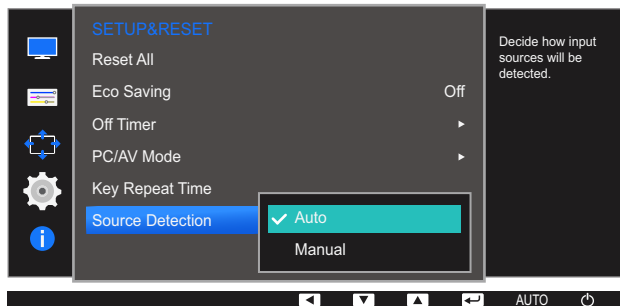 SETUP&RESET
Reset All
Eco Saving Off
Off Timer
PC/AV Mode
Key Repeat Time
Source Detection
Auto
Manual
Decide how input
sources will be
detected.
AUTO